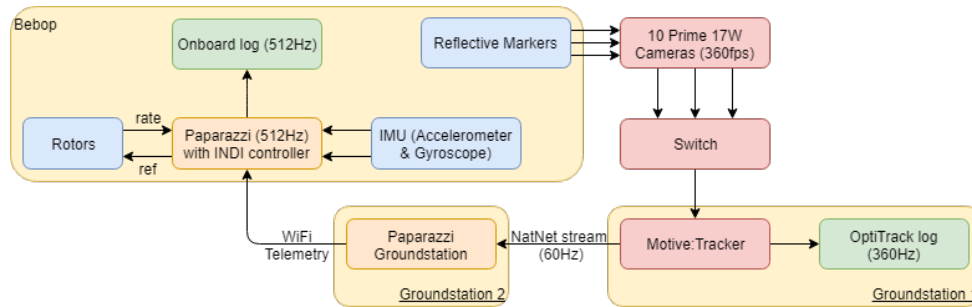 Bebop
Onboard log (512Hz)
Reflective Markers
10 Prime 17W
Cameras (360fps)
rate
Rotors
Paparazzi (512Hz)
with INDI controller
IMU (Accelerometer
& Gyroscope)
ref
Switch
WiFi
Telemetry
Paparazzi
Groundstation
NatNet stream
(60Hz)
Motive:Tracker
OptiTrack log
(360Hz)
Groundstation 2
Groundstation